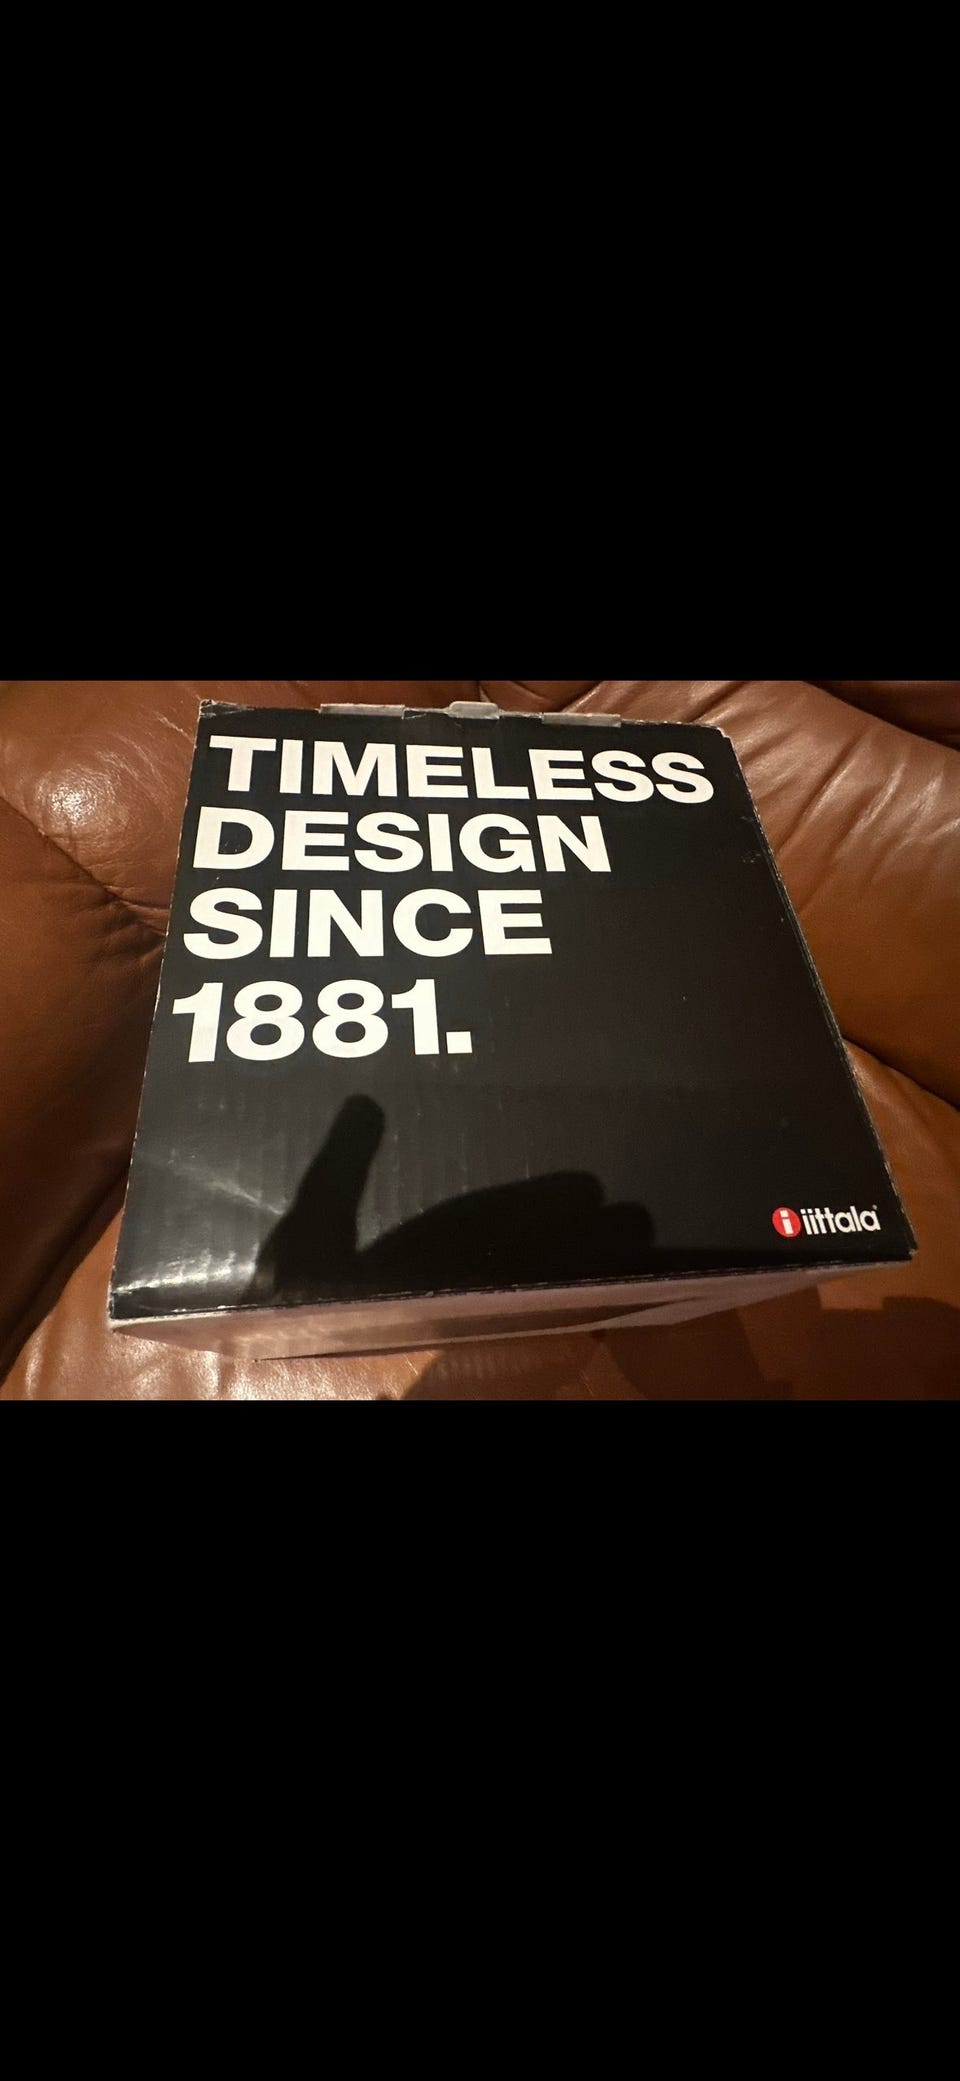 TIMELESS
DESIGN
SINCE
1881.
iittala